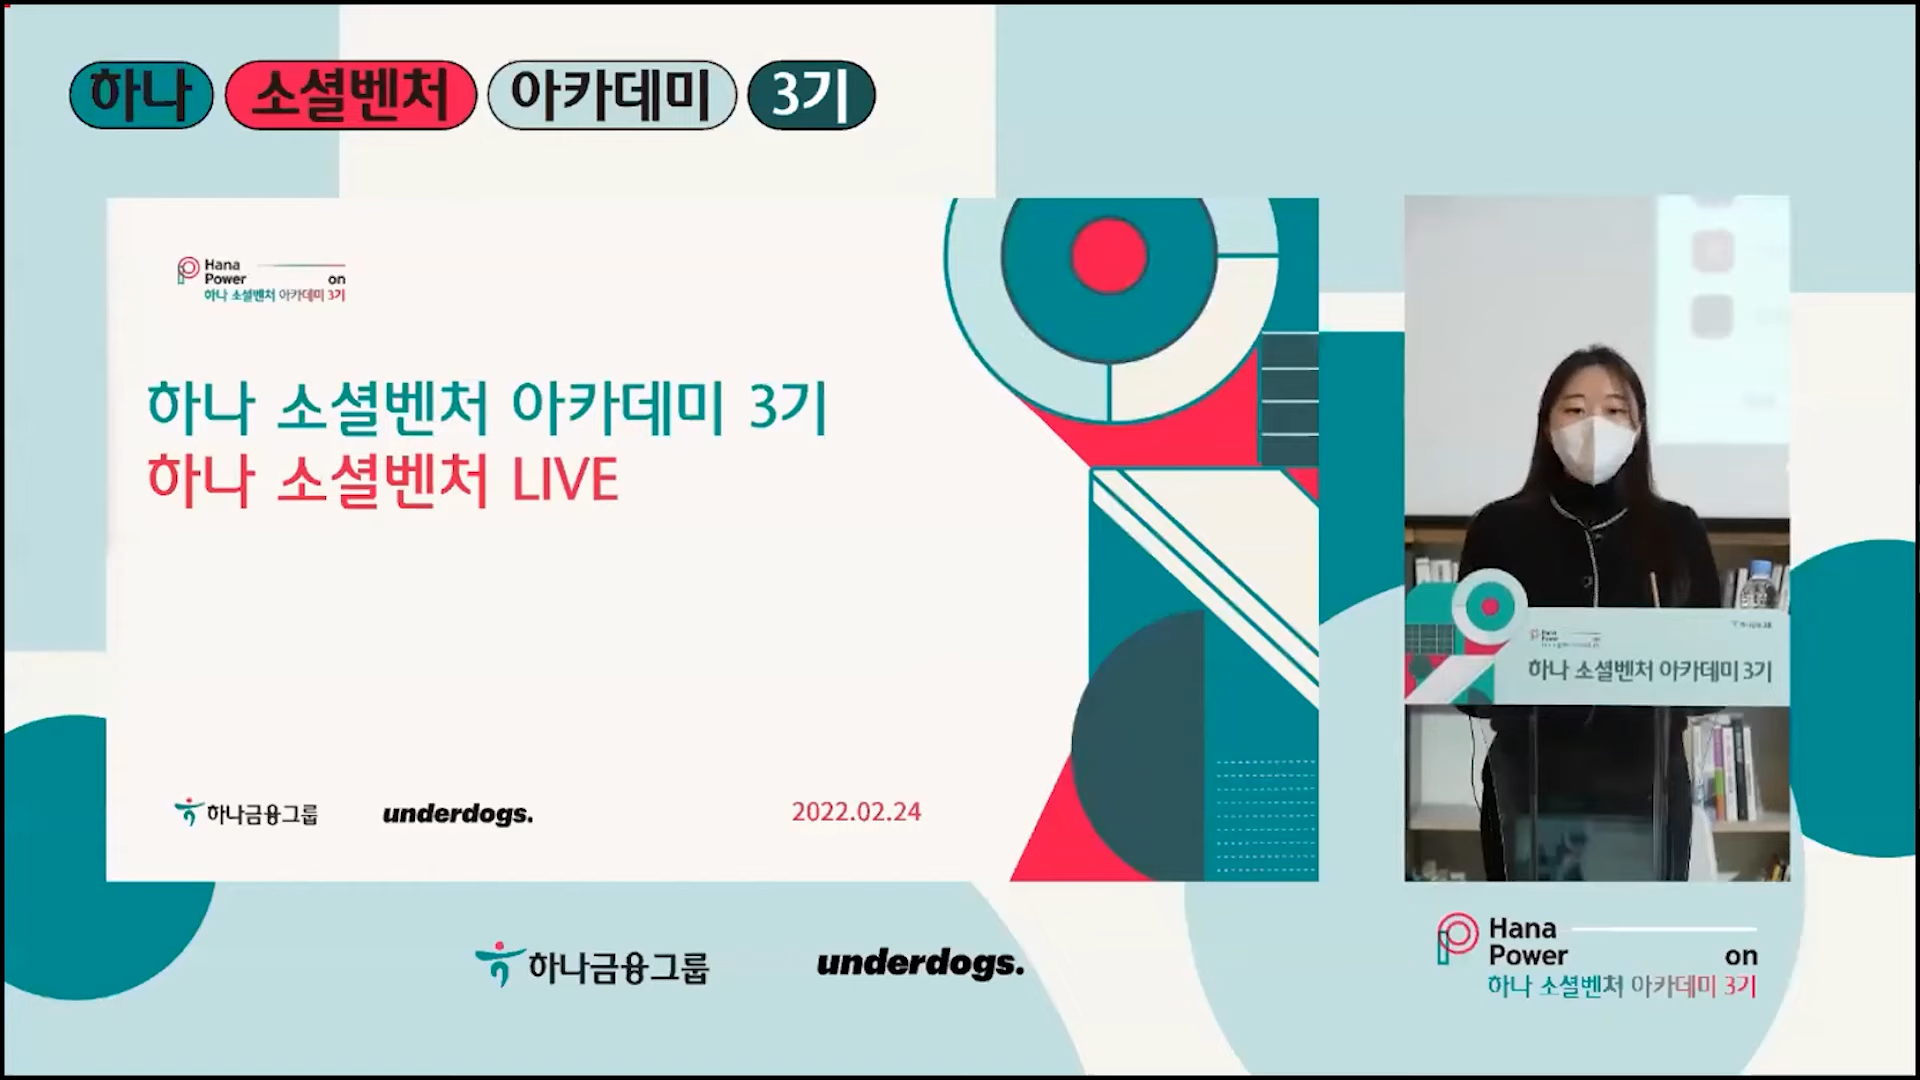 하나 소셜벤처 아카데미 3기
Hana
Power on
하나 소셜벤처 아카데미 3기
하나 소셜벤처 아카데미 3기
하나 소셜벤처 LIVE
하나금융그룹
underdogs.
2022.02.24
하나 소셜벤처 아카데미 3기
하나금융그룹
underdogs.
Hana
Power on
하나 소셜벤처 아카데미 3기